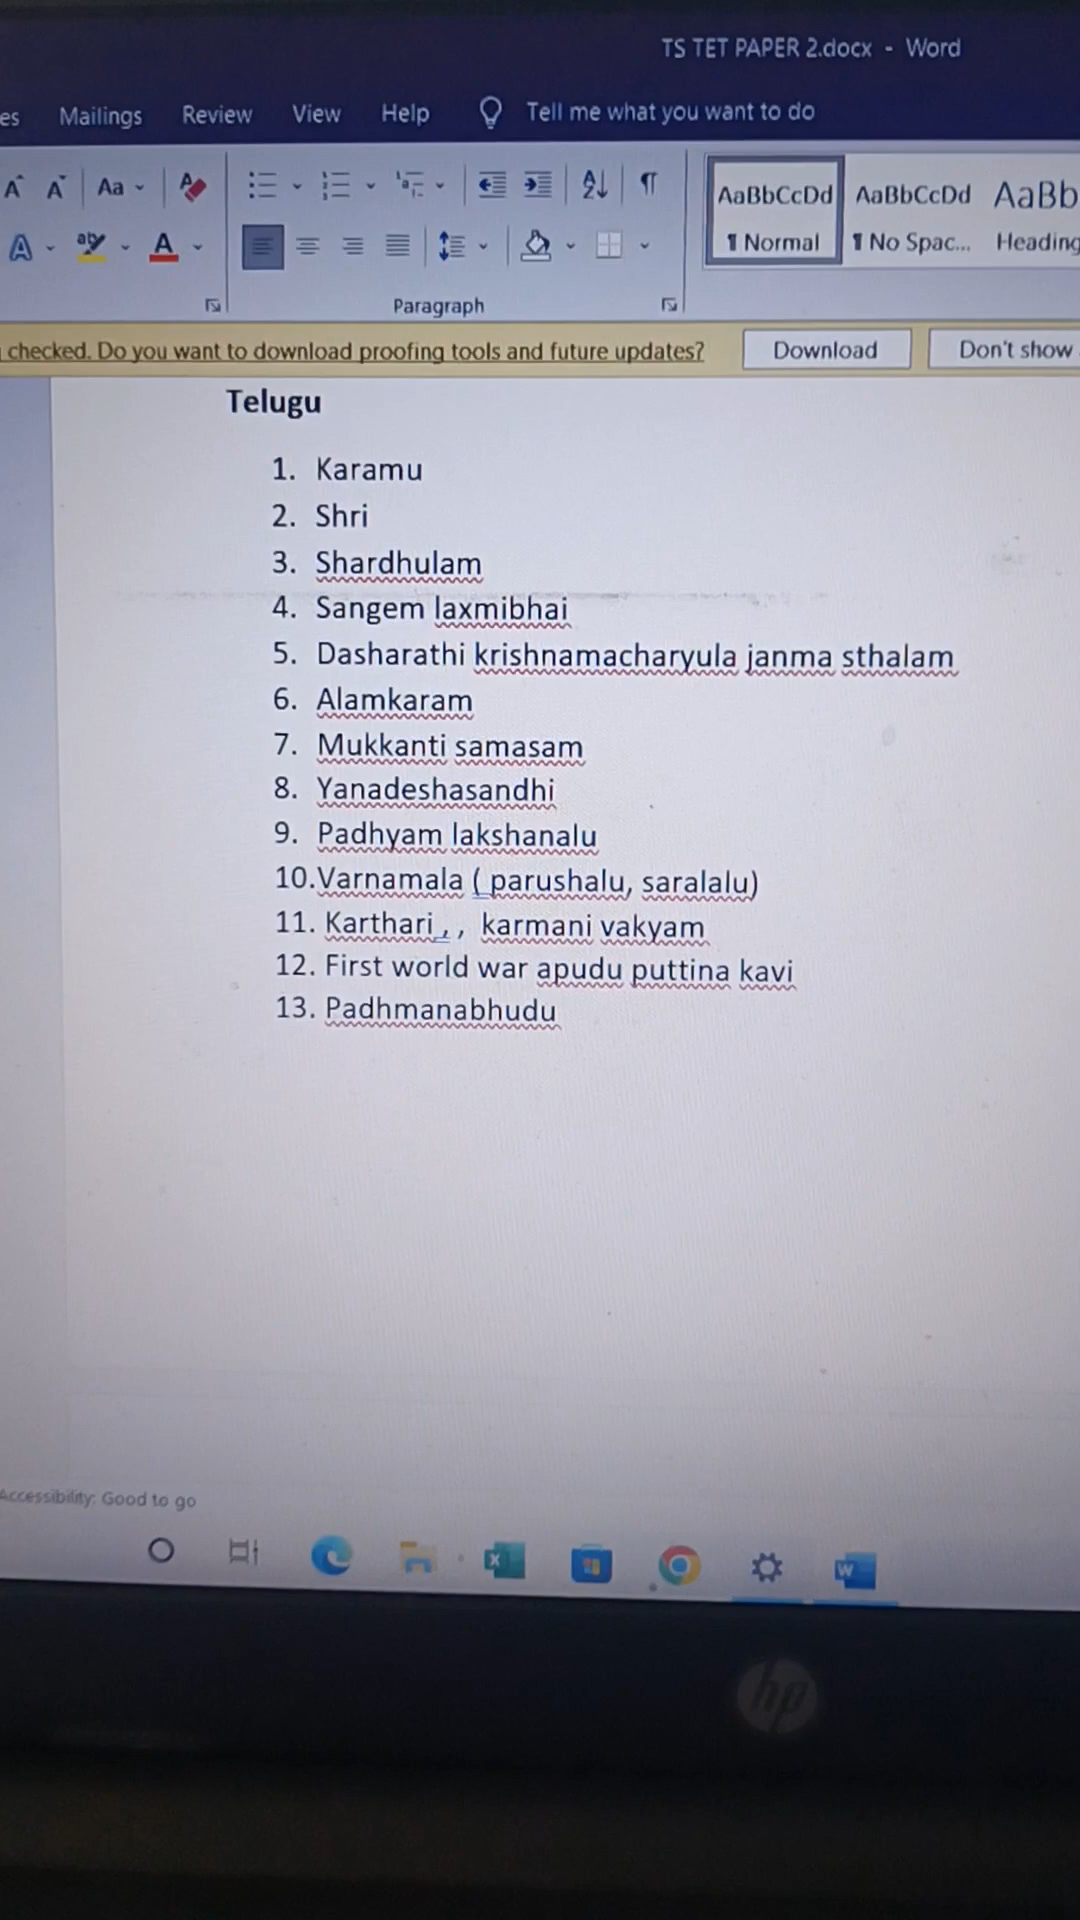 TS TET PAPER 2.docx - Word
es Mailings Review View Help Tell me what you want to do
Aa
AaBbCcDd AaBbCcDd AaBb
¶ Normal ¶ No Spac... Heading
Paragraph
checked. Do you want to download proofing tools and future updates? Download Don't show
Telugu
1. Karamu
2. Shri
3. Shardhulam
4. Sangem laxmibhai
5. Dasharathi krishnamacharyula janma sthalam
6. Alamkaram
7. Mukkanti samasam
8. Yanadeshasandhi
9. Padhyam lakshanalu
10.Varnamala ( parushalu, saralalu)
11. Karthari , , karmani vakyam
12. First world war apudu puttina kavi
13. Padhmanabhudu
Accessibility: Good to go
hp